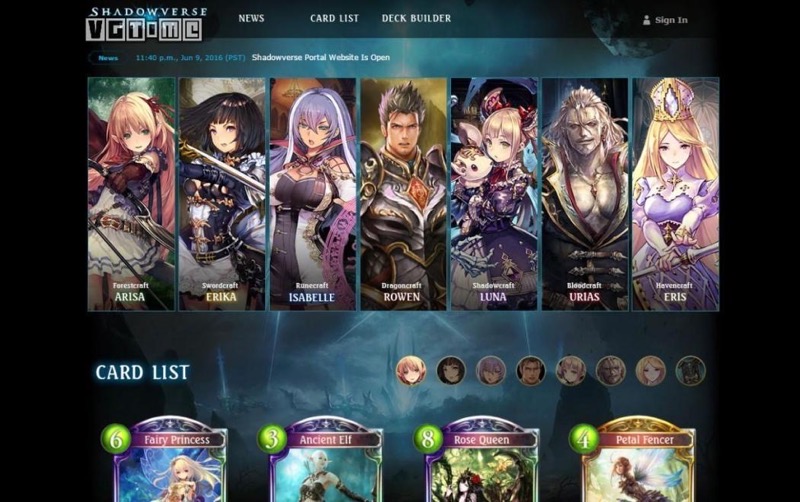 SHADOWVERSE
VGTIME
NEWS
CARD LIST
DECK BUILDER
Sign In
News
11:40 p.m., Jun 9, 2016 (PST)
Shadowverse Portal Website Is Open
Forestcraft
ARISA
Swordcraft
ERIKA
Runecraft
ISABELLE
Dragoncraft
ROWEN
Shadowcraft
LUNA
Bloodcraft
URIAS
Havencraft
ERIS
CARD LIST
6
Fairy Princess
3
Ancient Elf
8
Rose Queen
4
Petal Fencer